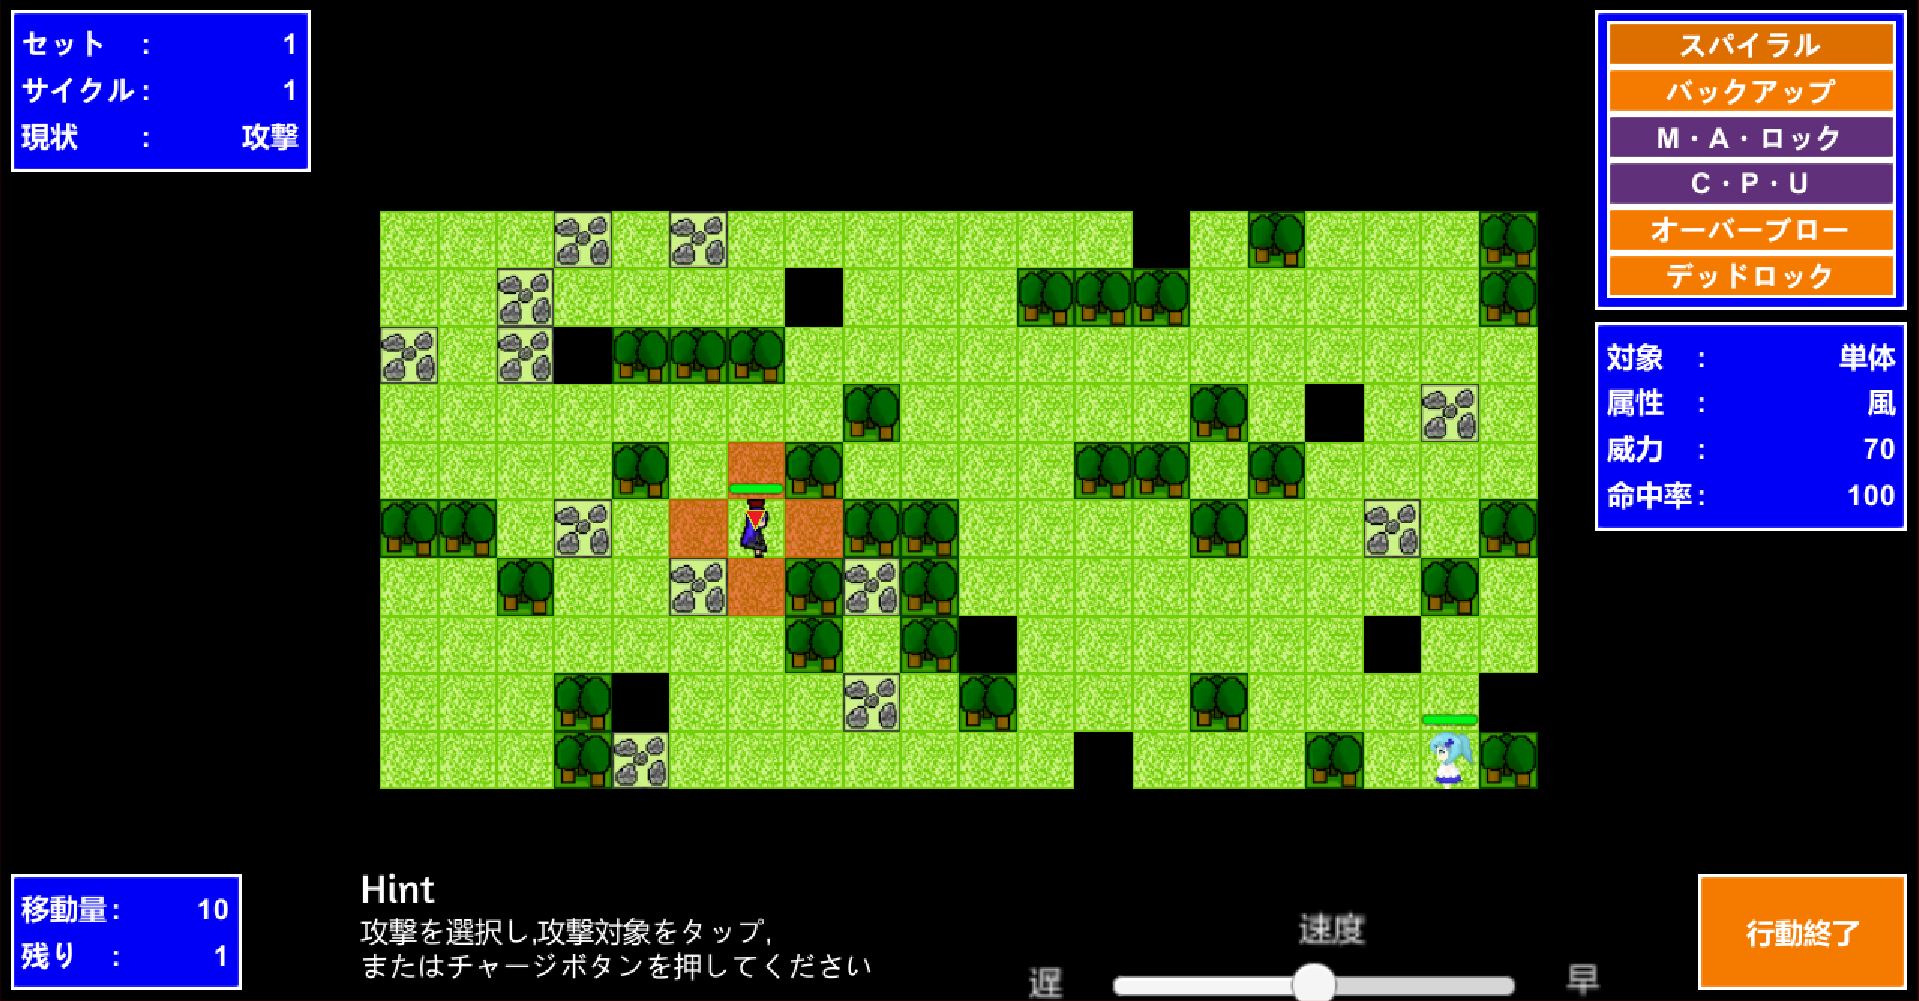 セット : 1
サイクル : 1
現状 : 攻撃
スパイラル
バックアップ
M・A・ロック
C・P・U
オーバーブロー
デッドロック
対象 : 単体
属性 : 風
威力 : 70
命中率 : 100
移動量 : 10
残り : 1
Hint
攻撃を選択し,攻撃対象をタップ,
またはチャージボタンを押してください
速度
遅
早
行動終了